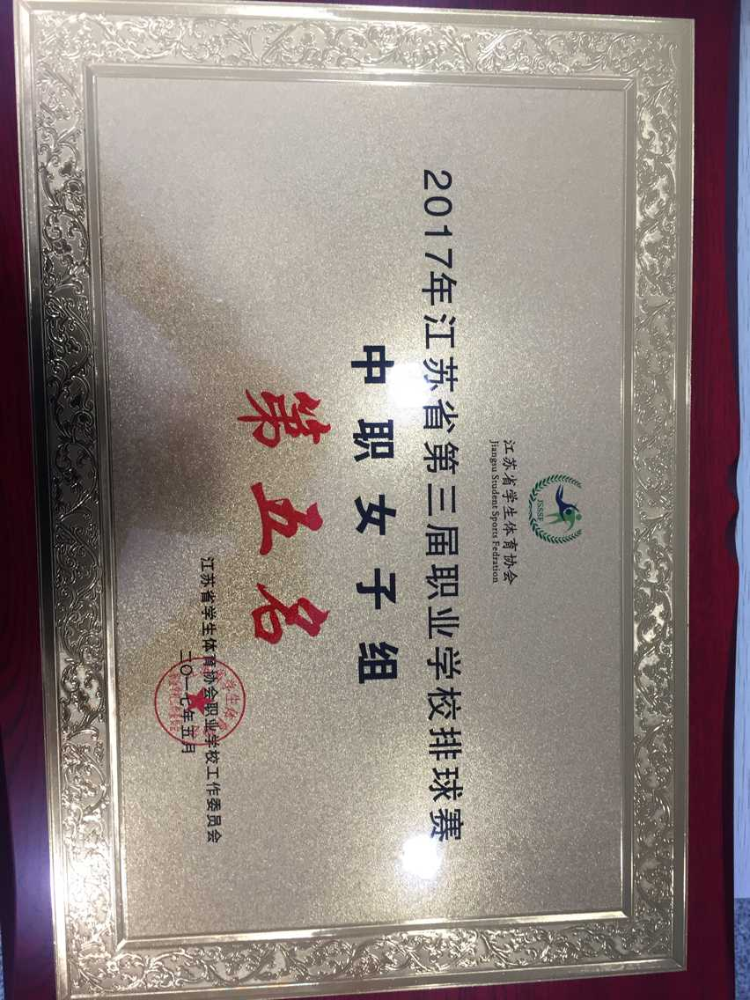 JSSSF
江苏省学生体育协会
Jiangsu Student Sports Fedration
2017年江苏省第三届职业学校排球赛
中职女子组
第五名
江苏省学生体育协会职业学校工作委员会
二〇一七年五月